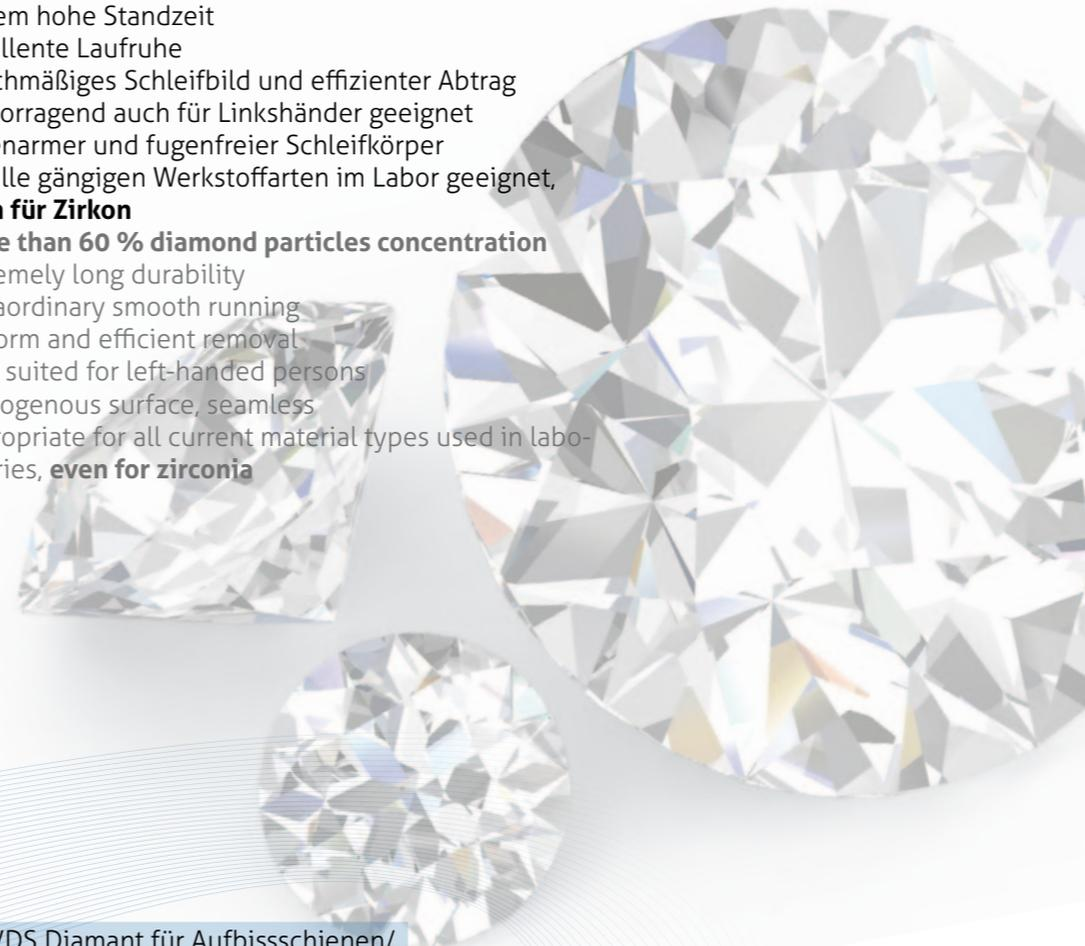 em hohe Standzeit
llente Laufruhe
chmäßiges Schleifbild und effizienter Abtrag
orragend auch für Linkshänder geeignet
enarmer und fugenfreier Schleifkörper
lle gängigen Werkstoffarten im Labor geeignet,
für Zirkon
e than 60 % diamond particles concentration
emely long durability
aordinary smooth running
orm and efficient removal
suited for left-handed persons
ogenous surface, seamless
ropriate for all current material types used in labo-
ries, even for zirconia
/DS Diamant für Aufbissschienen/